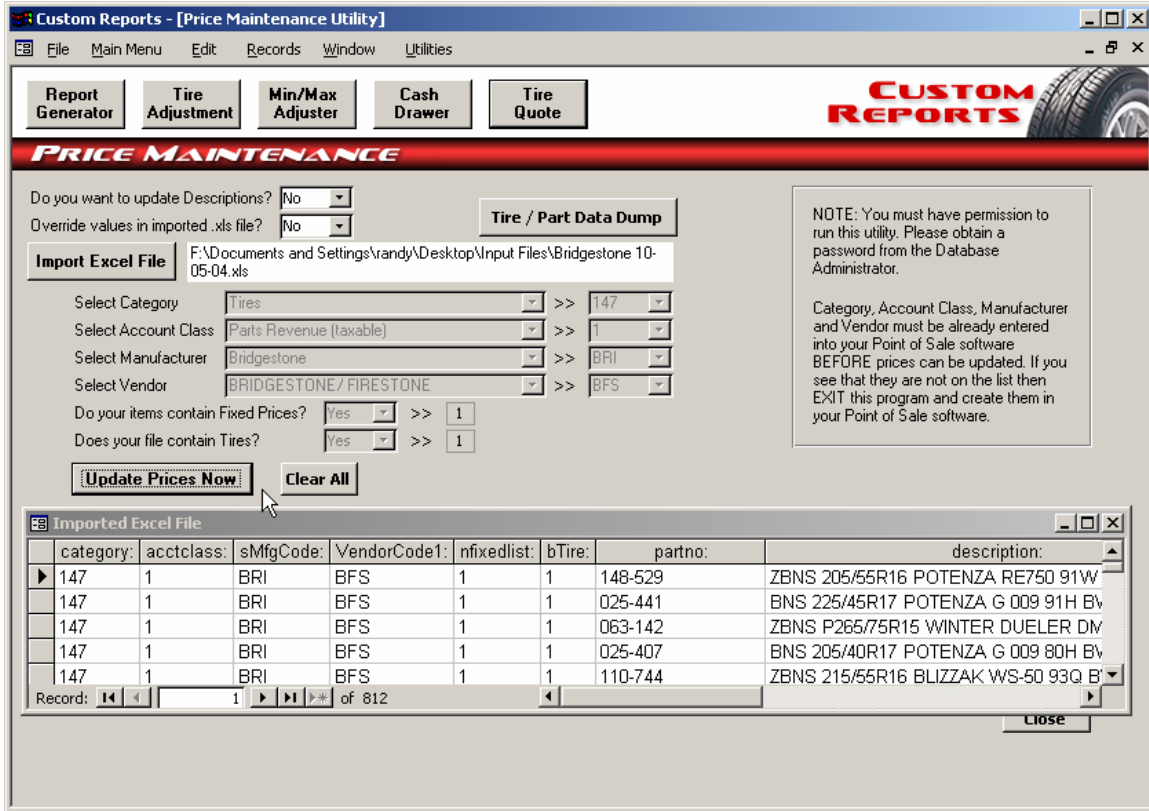 Custom Reports - [Price Maintenance Utility]
File Main Menu Edit Records Window Utilities
Report Generator
Tire Adjustment
Min/Max Adjuster
Cash Drawer
Tire Quote
CUSTOM
REPORTS
PRICE MAINTENANCE
Do you want to update Descriptions? No
Override values in imported .xls file? No
Tire / Part Data Dump
Import Excel File
F:\Documents and Settings\randy\Desktop\Input Files\Bridgestone 10-
05-04.xls
Select Category Tires >> 147
Select Account Class Parts Revenue (taxable) >> 1
Select Manufacturer Bridgestone >> BRI
Select Vendor BRIDGESTONE/ FIRESTONE >> BFS
Do your items contain Fixed Prices? Yes >> 1
Does your file contain Tires? Yes >> 1
Update Prices Now Clear All
NOTE: You must have permission to
run this utility. Please obtain a
password from the Database
Administrator.
Category, Account Class, Manufacturer
and Vendor must be already entered
into your Point of Sale software
BEFORE prices can be updated. If you
see that they are not on the list then
EXIT this program and create them in
your Point of Sale software.
Imported Excel File
category: acctclass: sMfgCode: VendorCode1: nfixedlist: bTire: partno: description:
147 1 BRI BFS 1 1 148-529 ZBNS 205/55R16 POTENZA RE750 91W
147 1 BRI BFS 1 1 025-441 BNS 225/45R17 POTENZA G 009 91H
147 1 BRI BFS 1 1 063-142 ZBNS P265/75R15 WINTER DUELER DM
147 1 BRI BFS 1 1 025-407 BNS 205/40R17 POTENZA G 009 80H
147 1 BRI BFS 1 1 110-744 ZBNS 215/55R16 BLIZZAK WS-50 93Q
Record: 1 of 812
Close